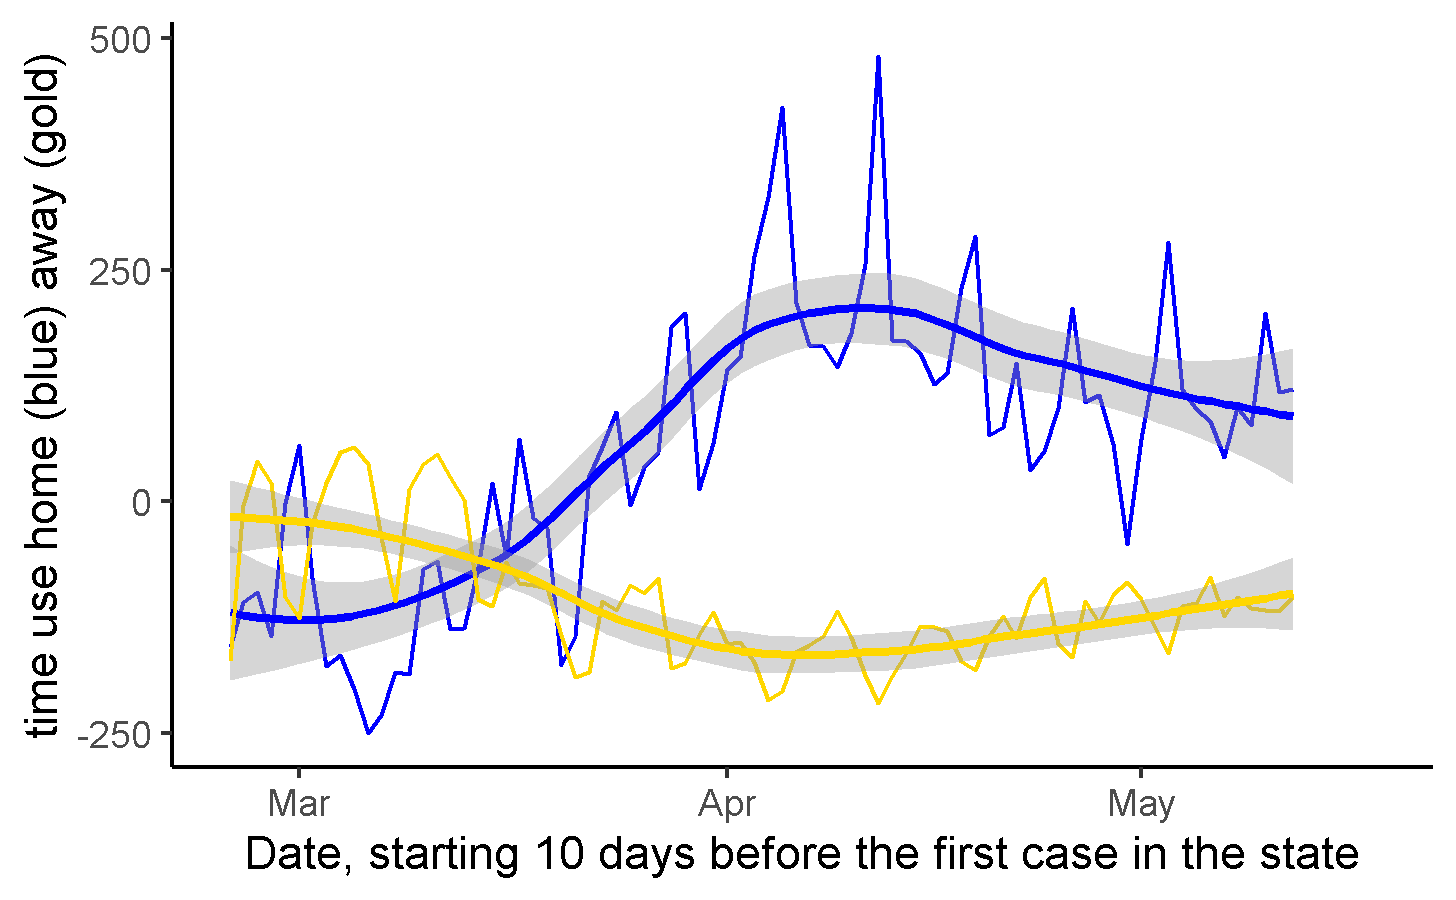 500
250
0
-250
time use home (blue) away (gold)
Mar
Apr
May
Date, starting 10 days before the first case in the state